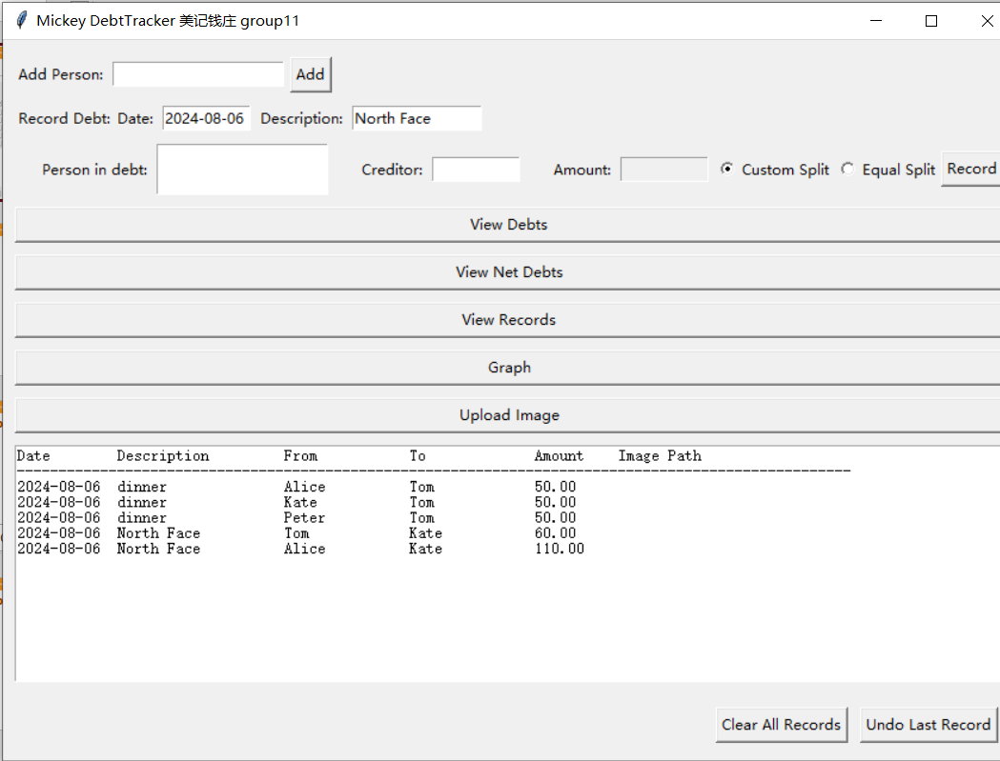 Mickey DebtTracker 美记钱庄 group11
Add Person: Add
Record Debt: Date: 2024-08-06 Description: North Face
Person in debt: Creditor: Amount: Custom Split Equal Split Record
View Debts
View Net Debts
View Records
Graph
Upload Image
Date Description From To Amount Image Path
2024-08-06 dinner Alice Tom 50.00
2024-08-06 dinner Kate Tom 50.00
2024-08-06 dinner Peter Tom 50.00
2024-08-06 North Face Tom Kate 60.00
2024-08-06 North Face Alice Kate 110.00
Clear All Records Undo Last Record